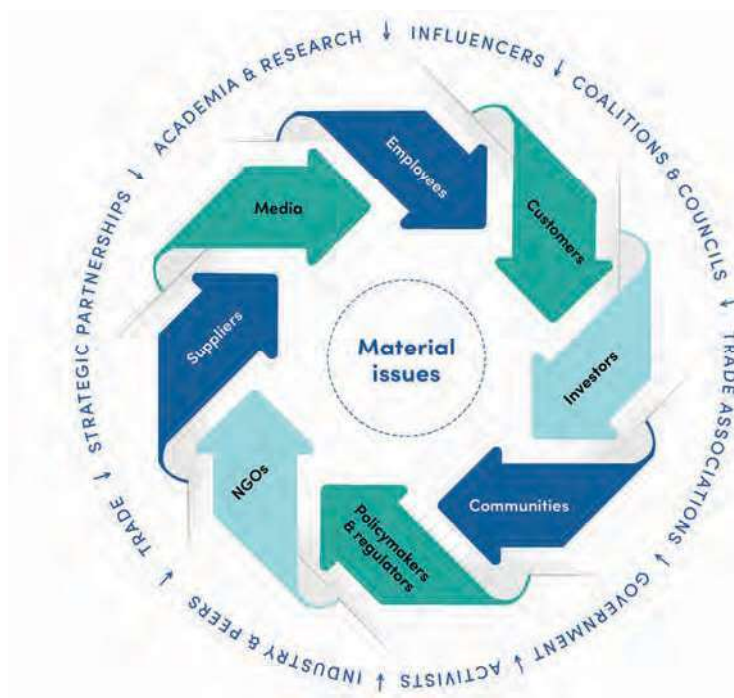 ACADEMIA & RESEARCH ↓ INFLUENCERS ↓ COALITIONS & COUNCILS ↓ TRADE ASSOCIATIONS ↓ GOVERNMENT ↓ ACTIVISTS ↓ INDUSTRY & PEERS ↓ TRADE ↓ STRATEGIC PARTNERSHIPS ↓
Employees
Customers
Investors
Communities
Policymakers
& regulators
NGOs
Suppliers
Media
Material
issues